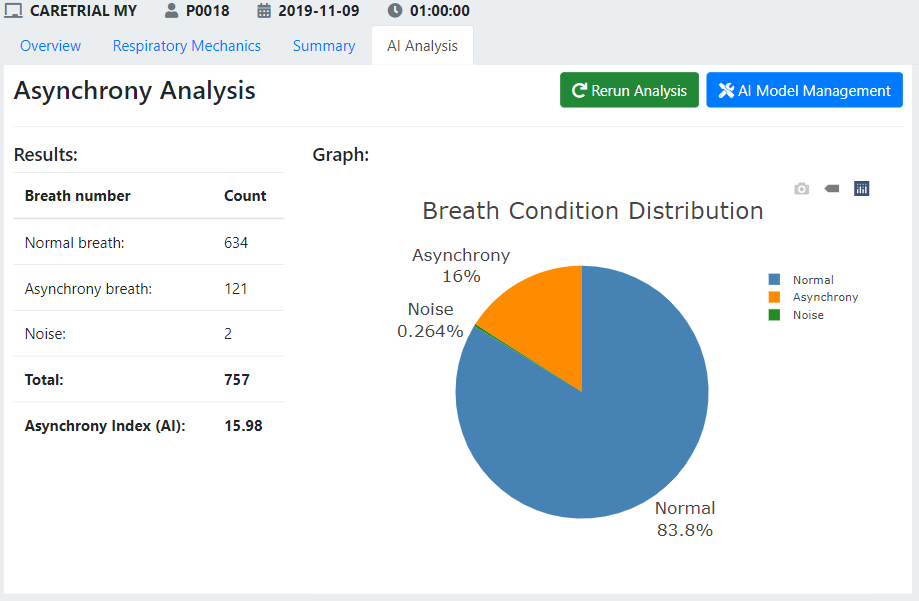 CARETRIAL MY P0018 2019-11-09 01:00:00
Overview Respiratory Mechanics Summary AI Analysis
Asynchrony Analysis
Rerun Analysis AI Model Management
Results:
Breath number Count
Normal breath: 634
Asynchrony breath: 121
Noise: 2
Total: 757
Asynchrony Index (AI): 15.98
Graph:
Breath Condition Distribution
Asynchrony
16%
Noise
0.264%
Normal
83.8%
Normal
Asynchrony
Noise